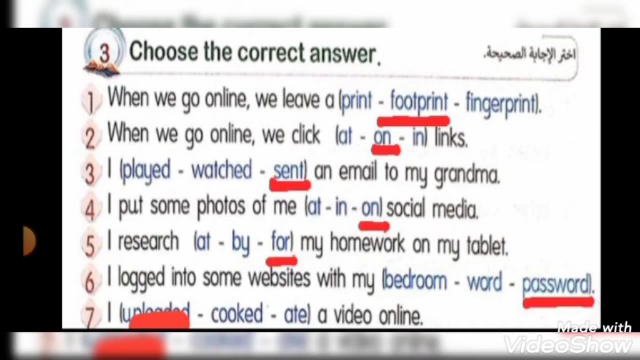 3 Choose the correct answer. اختر الإجابة الصحيحة.
1 When we go online, we leave a (print - footprint - fingerprint).
2 When we go online, we click (at - on - in) links.
3 I (played - watched - sent) an email to my grandma.
4 I put some photos of me (at - in - on) social media.
5 I research (at - by - for) my homework on my tablet.
6 I logged into some websites with my (bedroom - word - password).
7 I (uploaded - cooked - ate) a video online.
Made with
VideoShow